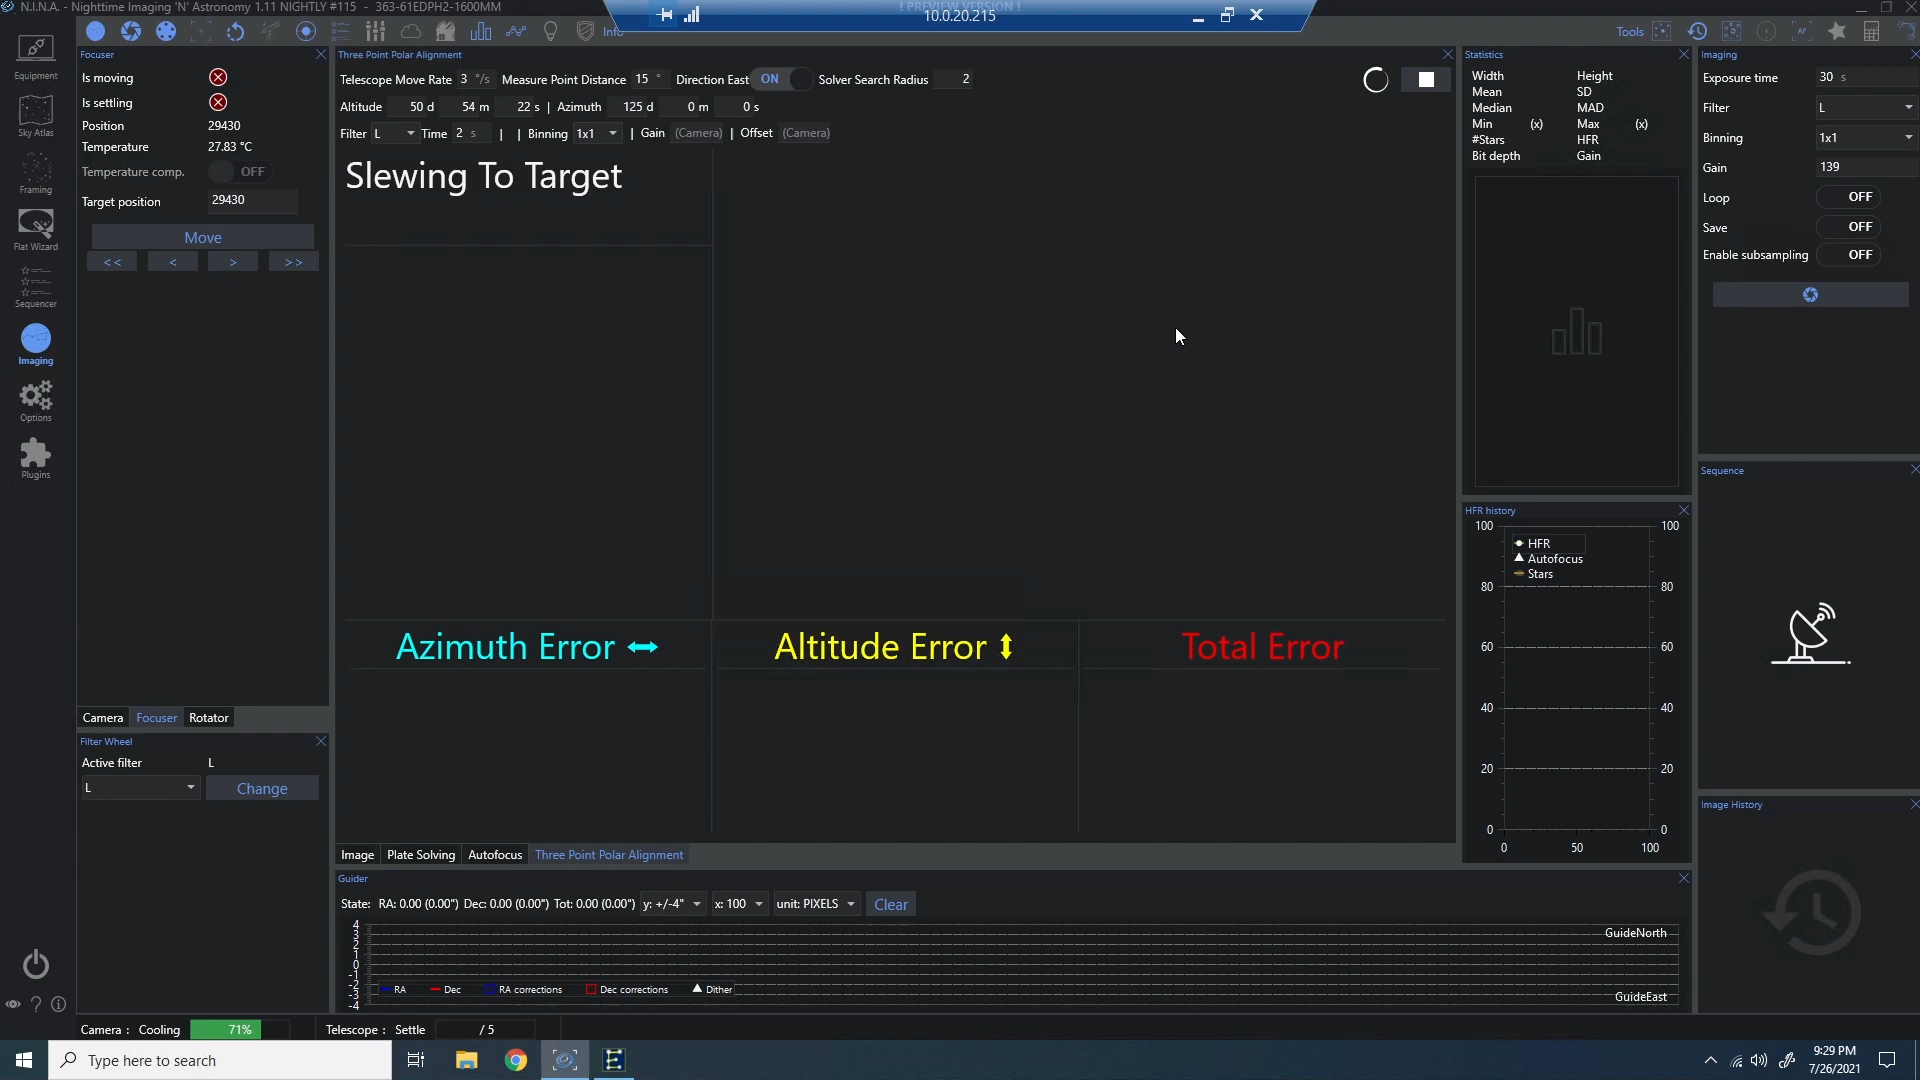 N.I.N.A. - Nighttime Imaging 'N' Astronomy 1.11 NIGHTLY #115 - 363-61EDPH2-1600MM
10.0.20.215
Info
Tools
Equipment
Sky Atlas
Framing
Flat Wizard
Sequencer
Imaging
Options
Plugins
Focuser
Is moving
Is settling
Position 29430
Temperature 27.83 °C
Temperature comp. OFF
Target position 29430
Move
<< < > >>
Camera Focuser Rotator
Filter Wheel
Active filter L
L Change
Three Point Polar Alignment
Telescope Move Rate 3 °/s Measure Point Distance 15 ° Direction East ON Solver Search Radius 2
Altitude 50 d 54 m 22 s | Azimuth 125 d 0 m 0 s
Filter L Time 2 s | | Binning 1x1 | Gain (Camera) | Offset (Camera)
Slewing To Target
Azimuth Error
Altitude Error
Total Error
Image Plate Solving Autofocus Three Point Polar Alignment
Guider
State: RA: 0.00 (0.00") Dec: 0.00 (0.00") Tot: 0.00 (0.00") y: +/-4" x: 100 unit: PIXELS Clear
4
3
2
1
0
-1
-2
-3
-4
GuideNorth
GuideEast
RA Dec RA corrections Dec corrections Dither
Statistics
Width Height
Mean SD
Median MAD
Min (x) Max (x)
#Stars HFR
Bit depth Gain
HFR history
100 100
HFR
Autofocus
Stars
80 80
60 60
40 40
20 20
0 0
0 50 100
Imaging
Exposure time 30 s
Filter L
Binning 1x1
Gain 139
Loop OFF
Save OFF
Enable subsampling OFF
Sequence
Image History
Camera : Cooling 71% Telescope : Settle / 5
Type here to search
9:29 PM
7/26/2021